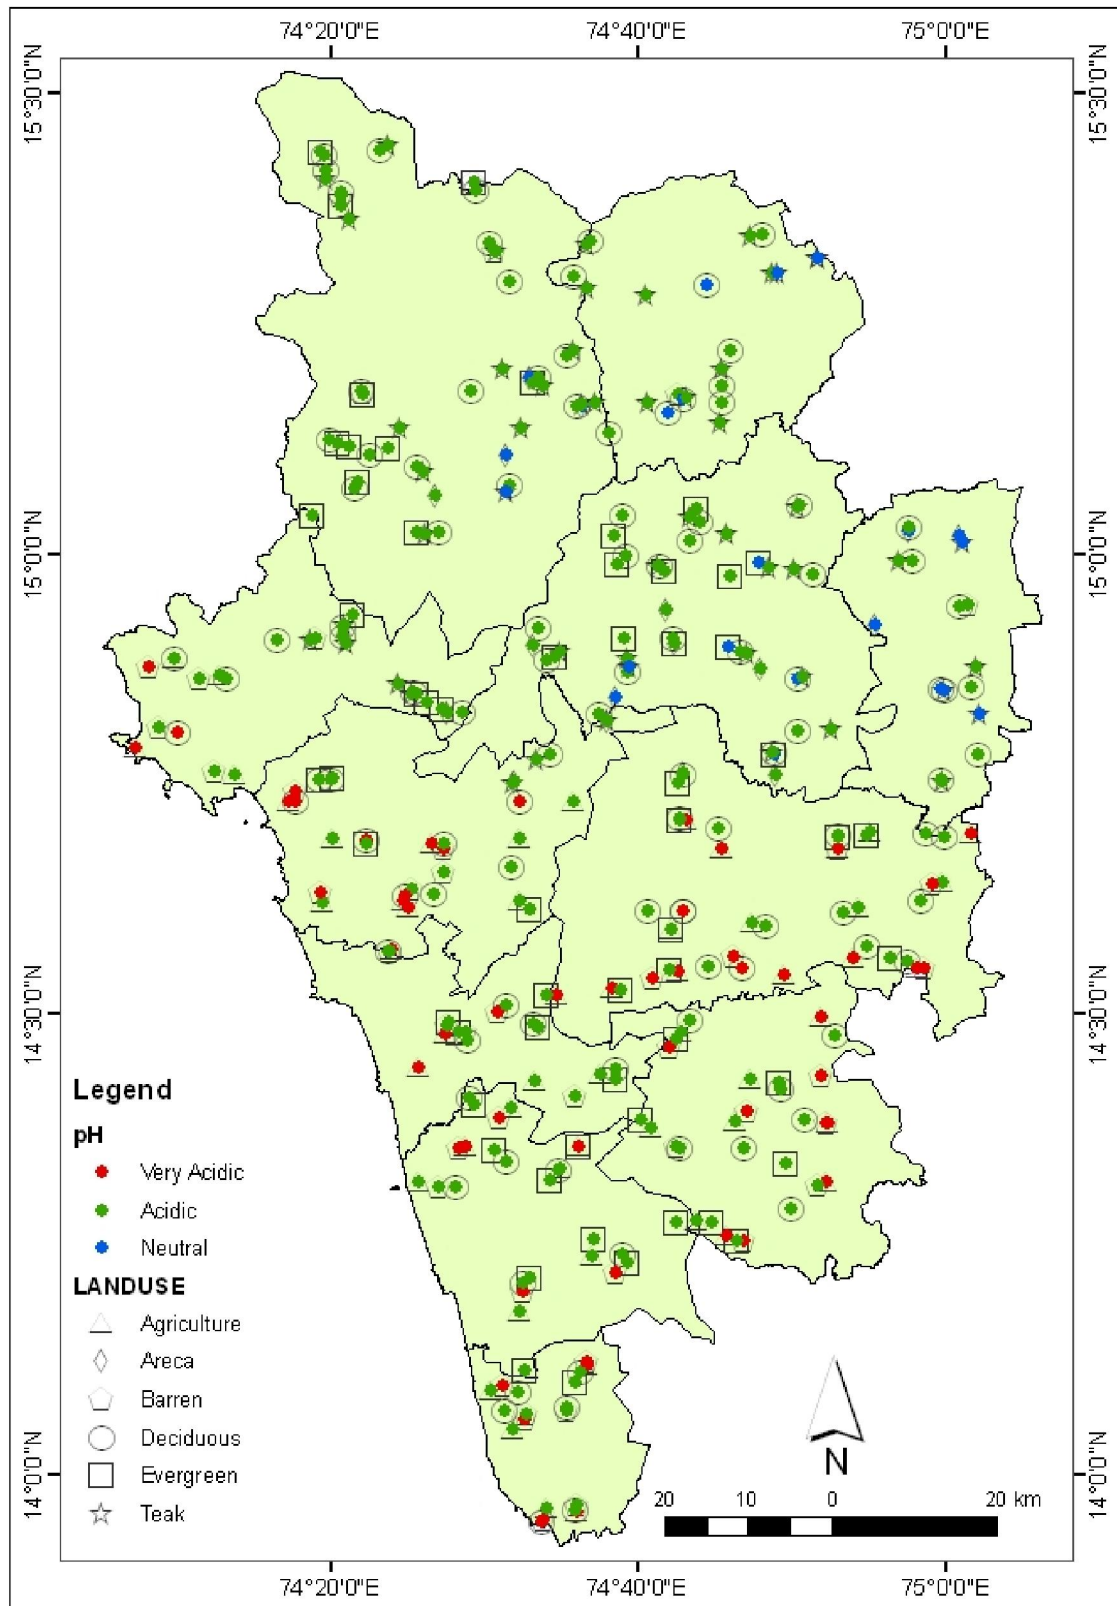 74°20'0"E 74°40'0"E 75°0'0"E
15°30'0"N 15°30'0"N
15°0'0"N 15°0'0"N
14°30'0"N 14°30'0"N
Legend
pH
Very Acidic
Acidic
Neutral
LANDUSE
Agriculture
Areca
Barren
Deciduous
Evergreen
Teak
N
20 10 0 20 km
14°0'0"N 14°0'0"N
74°20'0"E 74°40'0"E 75°0'0"E